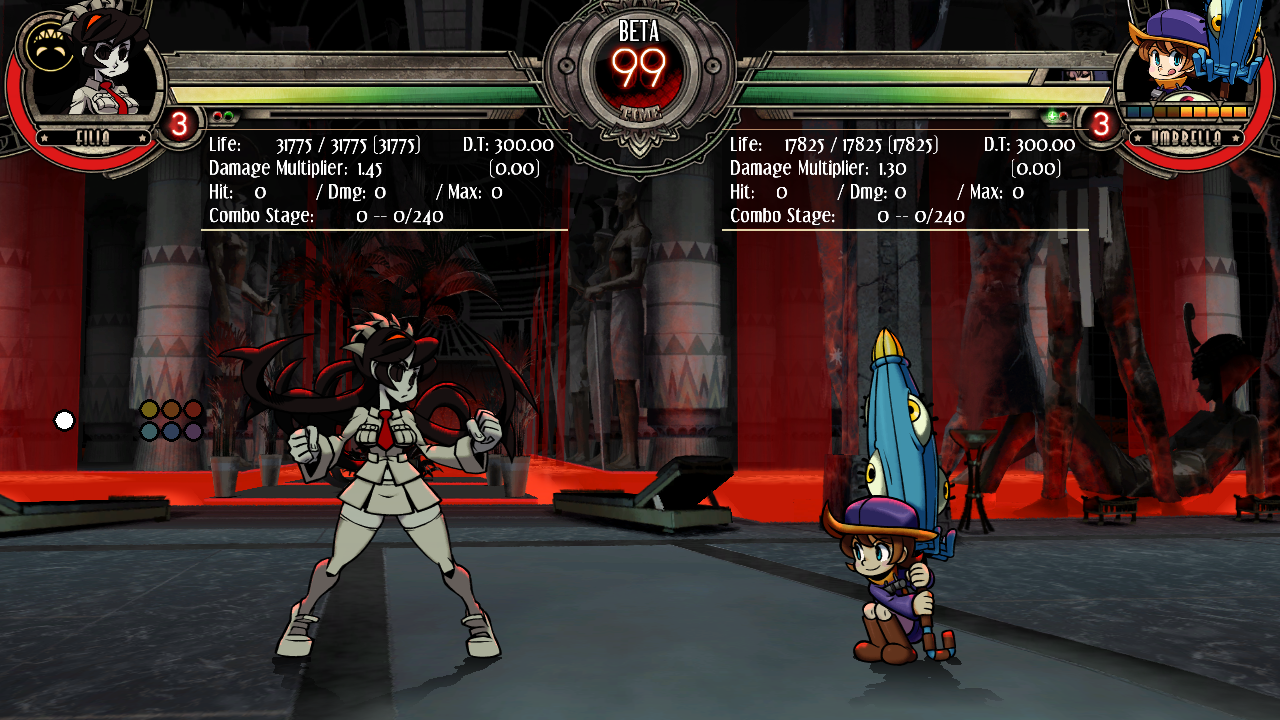 BETA
99
TIME
FILIA
3
3
UMBRELLA
Life: 31775 / 31775 (31775) D.T: 300.00
Damage Multiplier: 1.45 (0.00)
Hit: 0 / Dmg: 0 / Max: 0
Combo Stage: 0 -- 0/240
Life: 17825 / 17825 (17825) D.T: 300.00
Damage Multiplier: 1.30 (0.00)
Hit: 0 / Dmg: 0 / Max: 0
Combo Stage: 0 -- 0/240